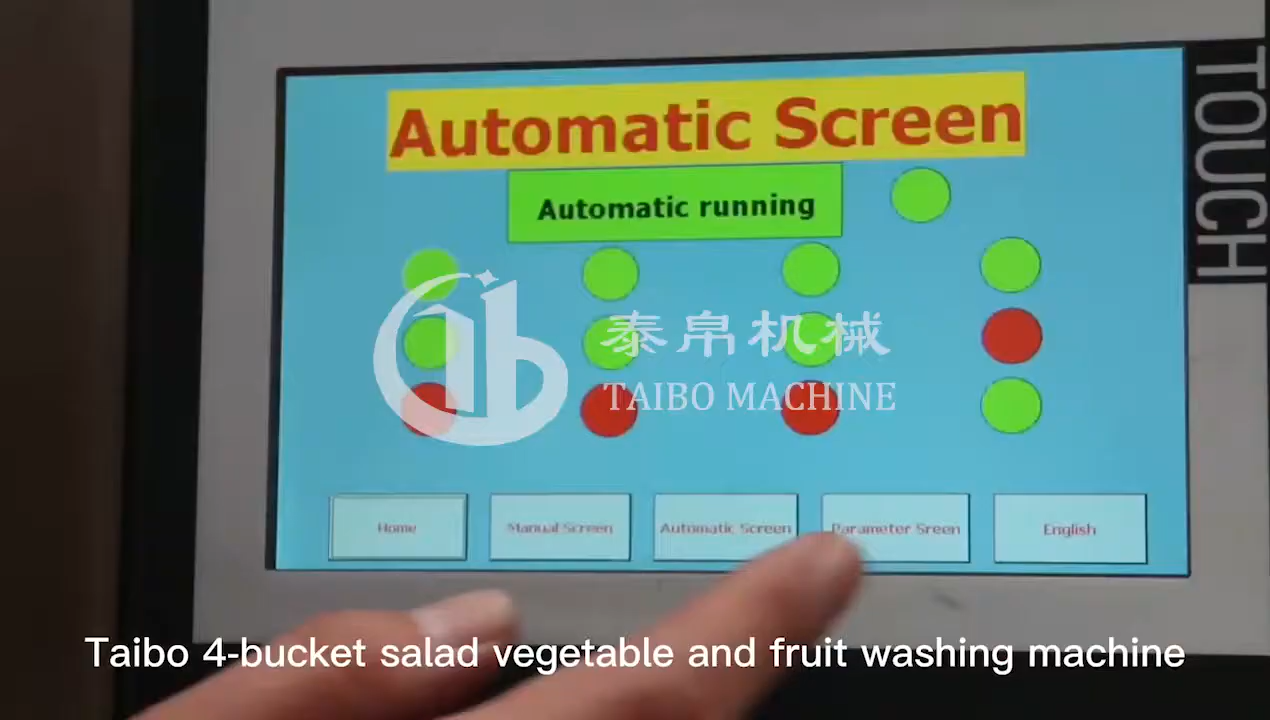 Automatic Screen
Automatic running
泰帛机械
TAIBO MACHINE
Home
Manual Screen
Automatic Screen
Parameter Sreen
English
TOUCH
Taibo 4-bucket salad vegetable and fruit washing machine